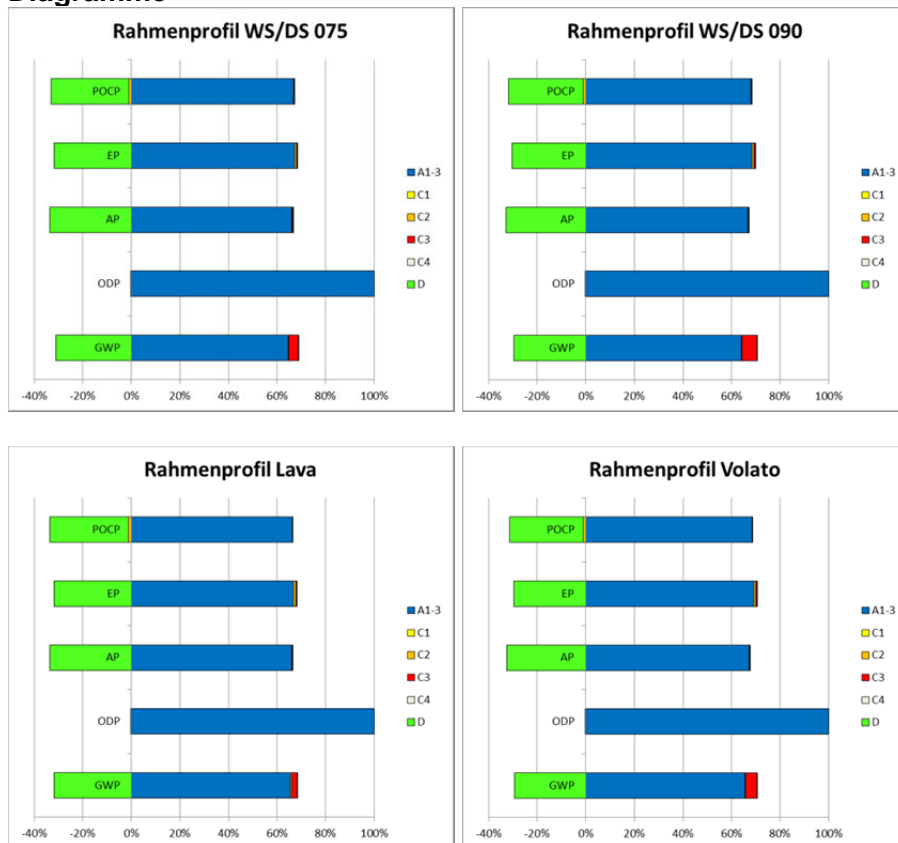 Diagramme
Rahmenprofil WS/DS 075
POCP
EP
AP
ODP
GWP
-40% -20% 0% 20% 40% 60% 80% 100%
A1-3
C1
C2
C3
C4
D
Rahmenprofil WS/DS 090
POCP
EP
AP
ODP
GWP
-40% -20% 0% 20% 40% 60% 80% 100%
A1-3
C1
C2
C3
C4
D
Rahmenprofil Lava
POCP
EP
AP
ODP
GWP
-40% -20% 0% 20% 40% 60% 80% 100%
A1-3
C1
C2
C3
C4
D
Rahmenprofil Volato
POCP
EP
AP
ODP
GWP
-40% -20% 0% 20% 40% 60% 80% 100%
A1-3
C1
C2
C3
C4
D